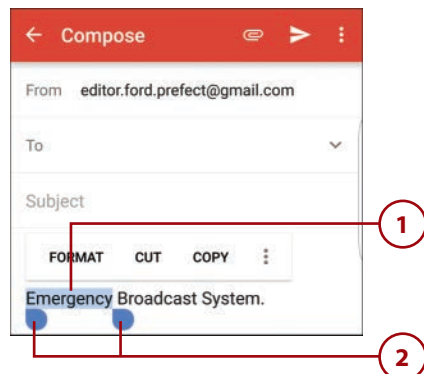 Compose
From editor.ford.prefect@gmail.com
To
Subject
1
FORMAT CUT COPY
Emergency Broadcast System.
2